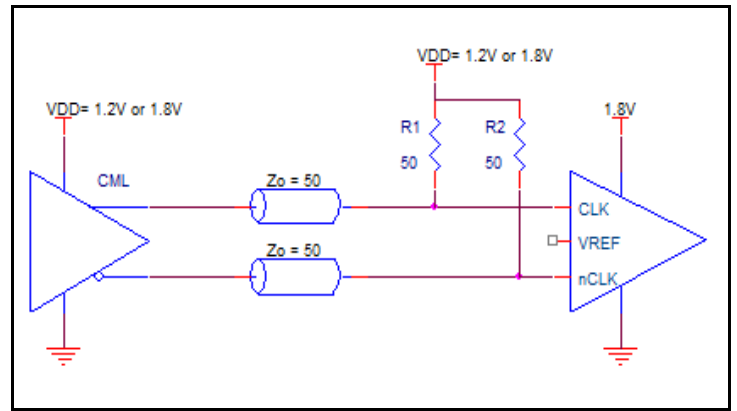 VDD= 1.2V or 1.8V
VDD= 1.2V or 1.8V
1.8V
R1
R2
50
50
CML
Zo = 50
Zo = 50
CLK
VREF
nCLK